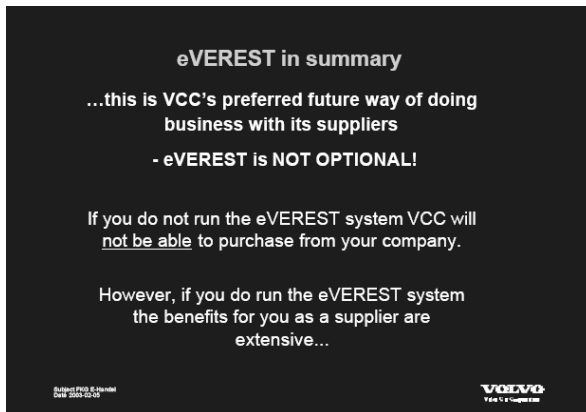 eVEREST in summary
…this is VCC's preferred future way of doing
business with its suppliers
- eVEREST is NOT OPTIONAL!
If you do not run the eVEREST system VCC will
not be able to purchase from your company.
However, if you do run the eVEREST system
the benefits for you as a supplier are
extensive...
Subject PKG E-Handel
Date 2003-02-05
VOLVO